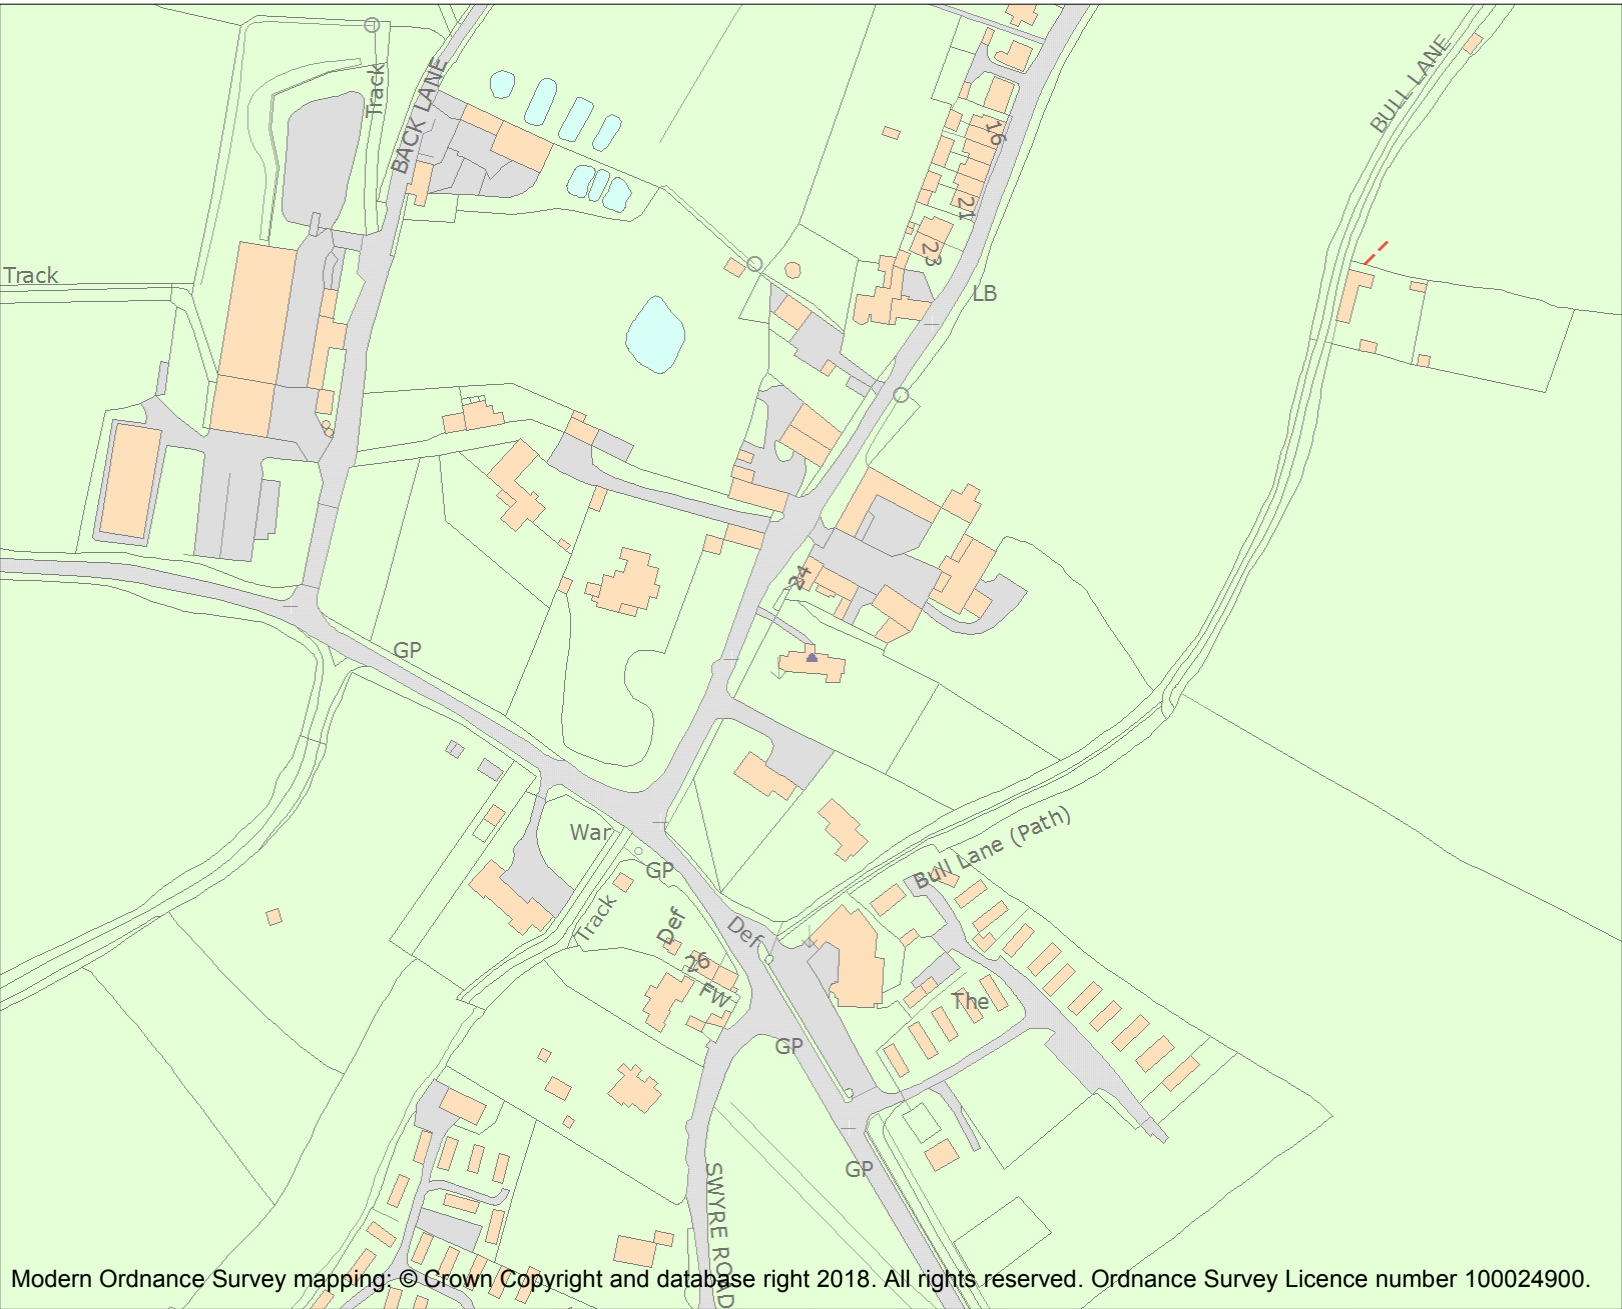 Track
BACK LANE
BULL LANE
16
21
23
Track
LB
24
GP
War
GP
Bull Lane (Path)
Track
Def
Def
26
FW
The
GP
GP
SWYRE ROAD
Modern Ordnance Survey mapping: © Crown Copyright and database right 2018. All rights reserved. Ordnance Survey Licence number 100024900.